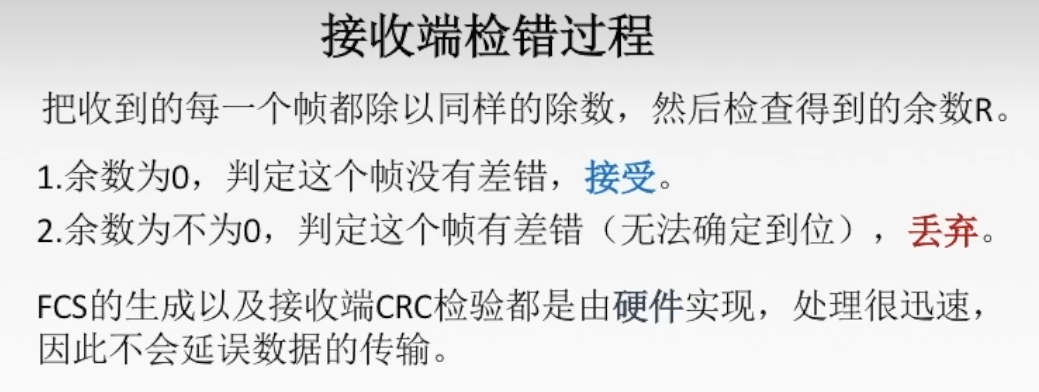 接收端检错过程
把收到的每一个帧都除以同样的除数，然后检查得到的余数R。
1.余数为0，判定这个帧没有差错，接受。
2.余数为不为0，判定这个帧有差错（无法确定到位），丢弃。
FCS的生成以及接收端CRC检验都是由硬件实现，处理很迅速，
因此不会延误数据的传输。